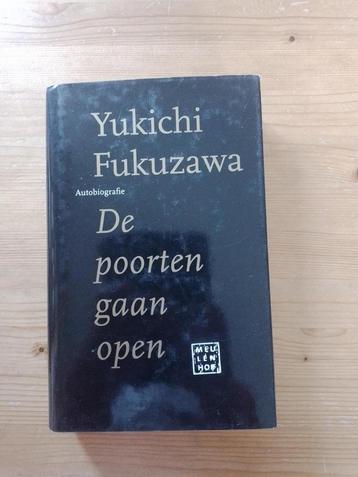 Yukichi
Fukuzawa
Autobiografie
De
poorten
gaan
open
MEU
LEN
HOF